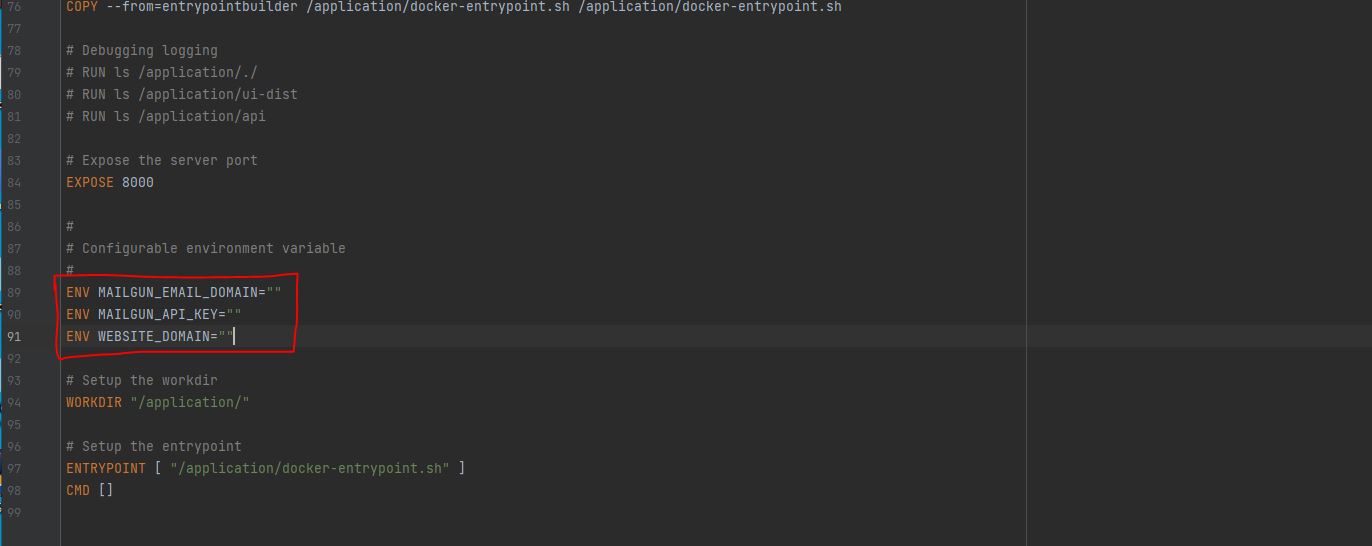 76 COPY --from=entrypointbuilder /application/docker-entrypoint.sh /application/docker-entrypoint.sh
77
78 # Debugging logging
79 # RUN ls /application/./
80 # RUN ls /application/ui-dist
81 # RUN ls /application/api
82
83 # Expose the server port
84 EXPOSE 8000
85
86 #
87 # Configurable environment variable
88 #
89 ENV MAILGUN_EMAIL_DOMAIN=""
90 ENV MAILGUN_API_KEY=""
91 ENV WEBSITE_DOMAIN=""
92
93 # Setup the workdir
94 WORKDIR "/application/"
95
96 # Setup the entrypoint
97 ENTRYPOINT [ "/application/docker-entrypoint.sh" ]
98 CMD []
99